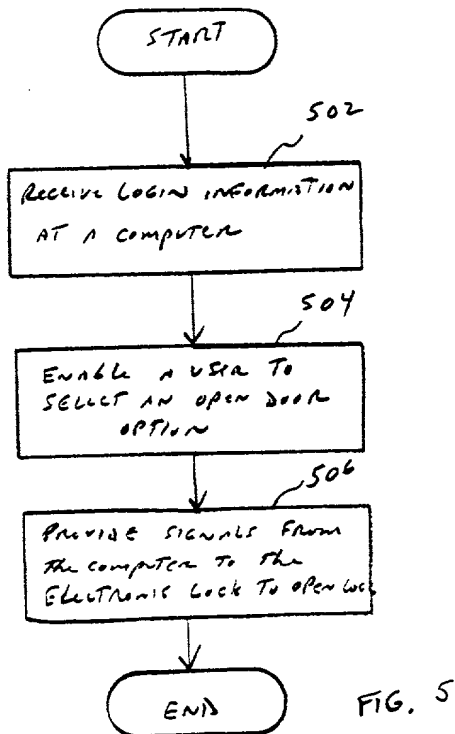 START
502
RECEIVE LOGIN INFORMATION
AT A COMPUTER
504
ENABLE A USER TO
SELECT AN OPEN DOOR
OPTION
506
PROVIDE SIGNALS FROM
the COMPUTER TO the
ELECTRONIC LOCK TO OPEN LOCK
END
FIG. 5